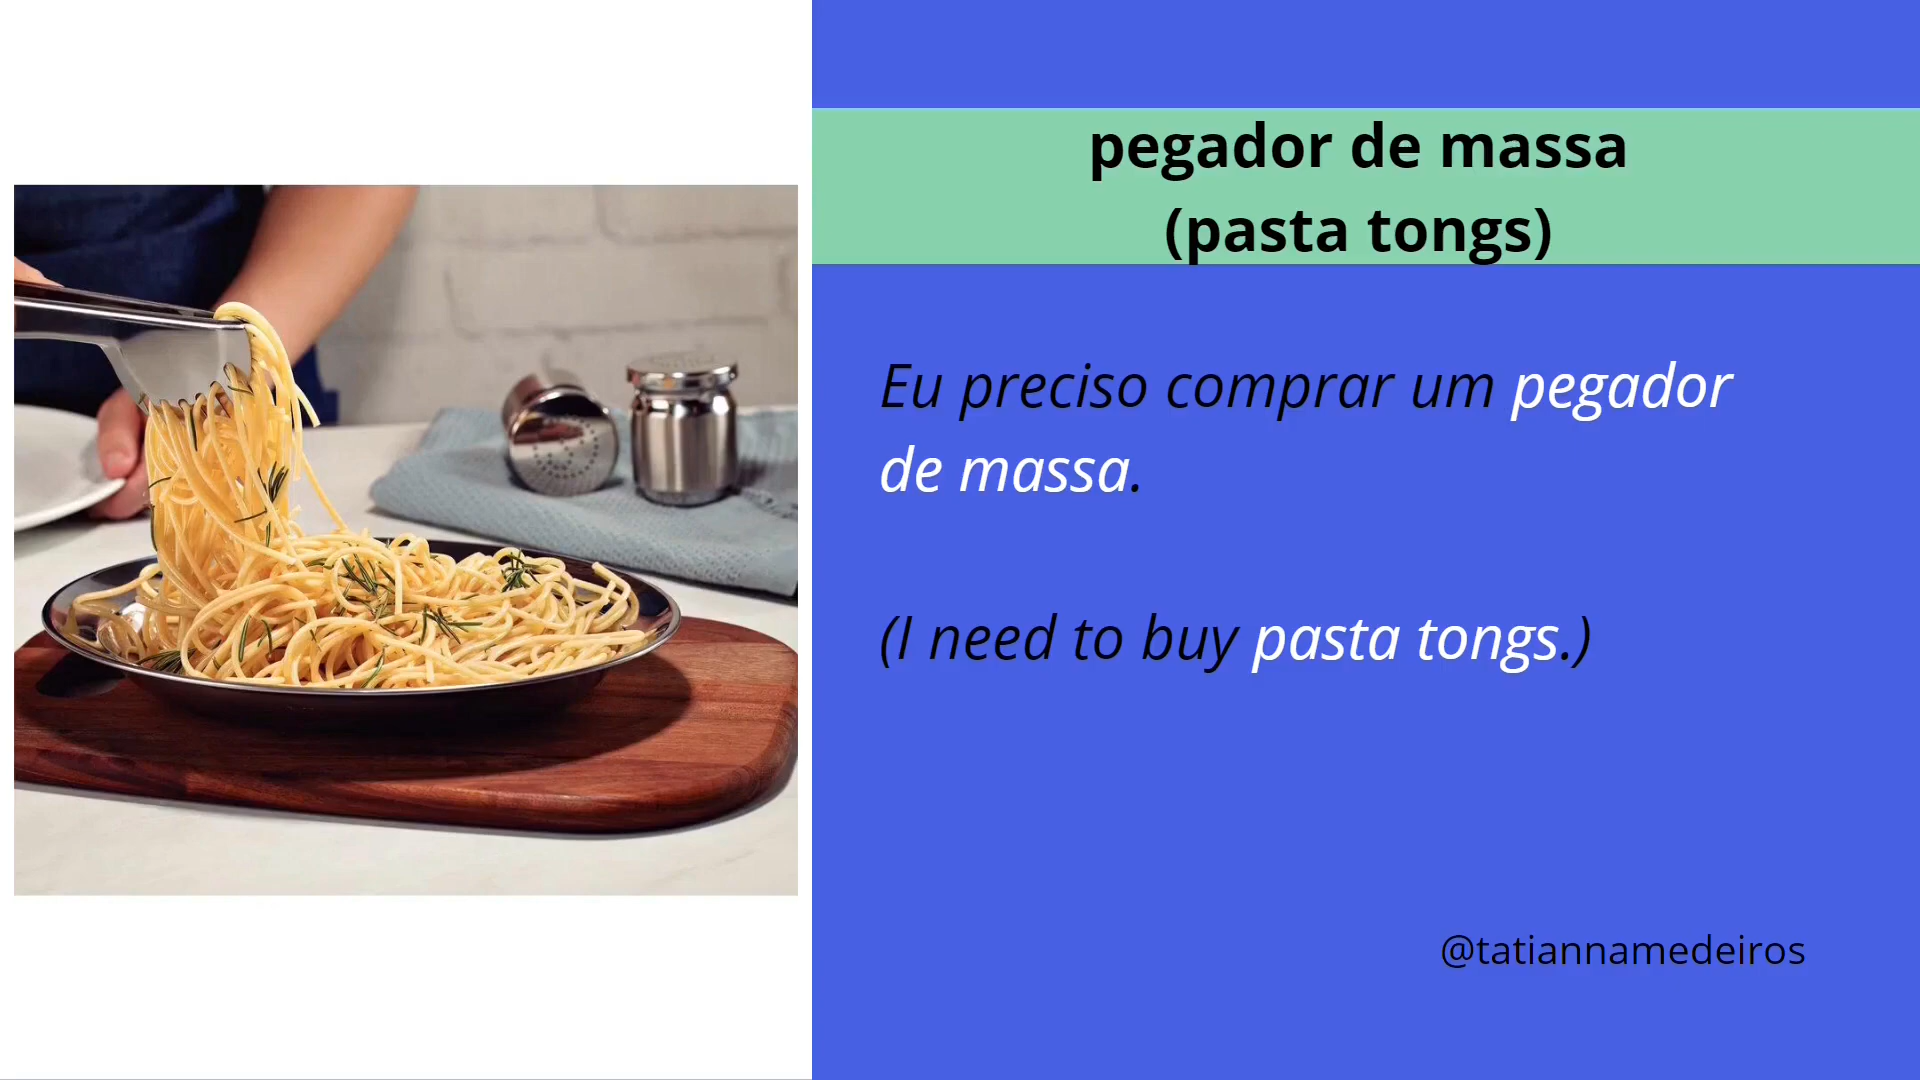 pegador de massa
(pasta tongs)
Eu preciso comprar um pegador
de massa.
(I need to buy pasta tongs.)
@tatiannamedeiros